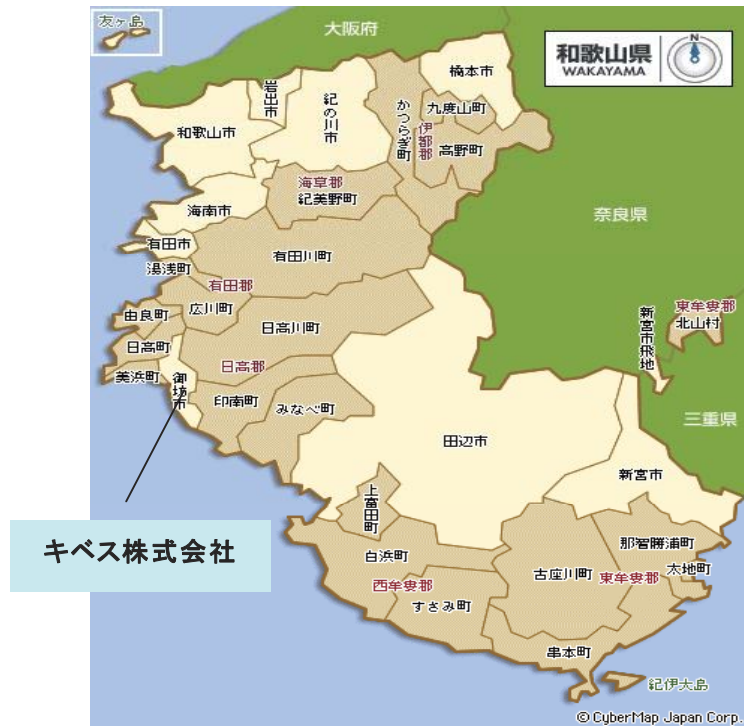 友ヶ島
大阪府
和歌山県
WAKAYAMA
N
橋本市
岩出市
紀の川市
かつらぎ町
九度山町
伊都郡
高野町
和歌山市
海草郡
紀美野町
海南市
奈良県
有田市
有田川町
湯浅町
有田郡
広川町
由良町
日高川町
東牟婁郡
北山村
新宮市飛地
日高町
日高郡
美浜町
御坊市
印南町
みなべ町
三重県
田辺市
新宮市
上富田町
キベス株式会社
那智勝浦町
白浜町
古座川町
東牟婁郡
太地町
西牟婁郡
すさみ町
串本町
紀伊大島
© CyberMap Japan Corp